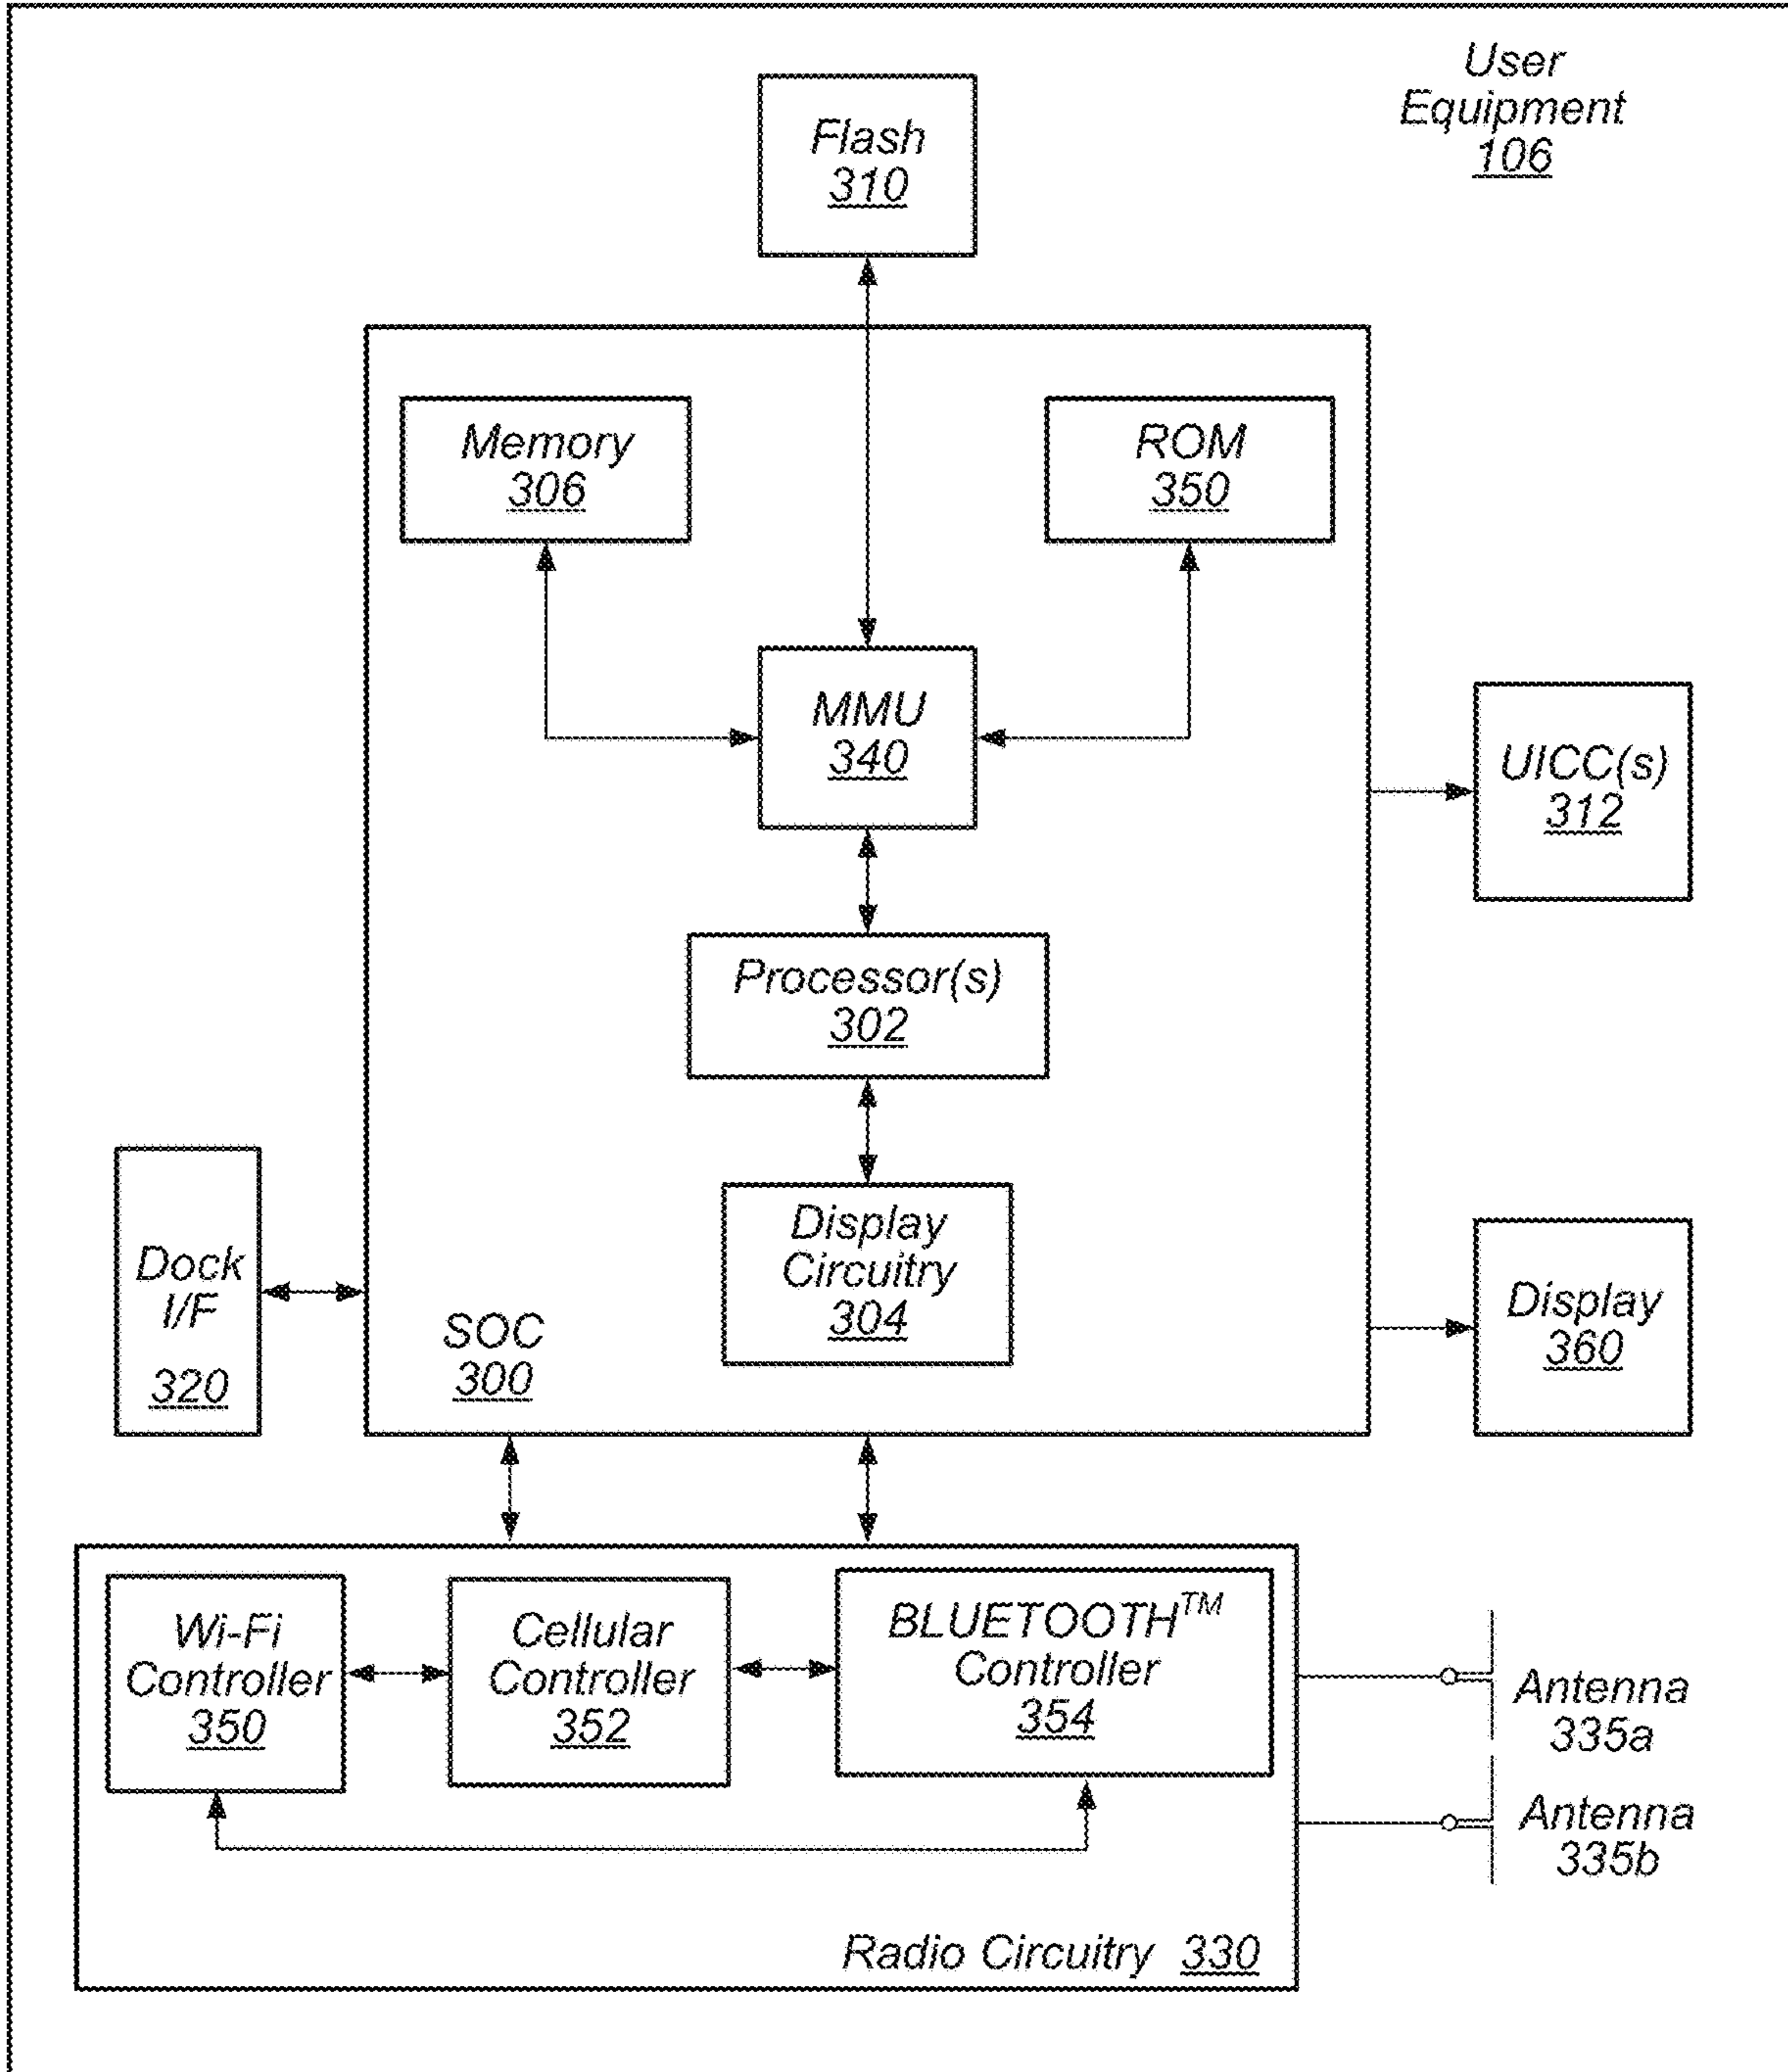 User
Equipment
106
Flash
310
Memory
306
ROM
350
MMU
340
UICC(s)
312
Processor(s)
302
Display
Circuitry
304
Dock
I/F
320
SOC
300
Display
360
Wi-Fi
Controller
350
Cellular
Controller
352
BLUETOOTH™
Controller
354
Antenna
335a
Antenna
335b
Radio Circuitry 330